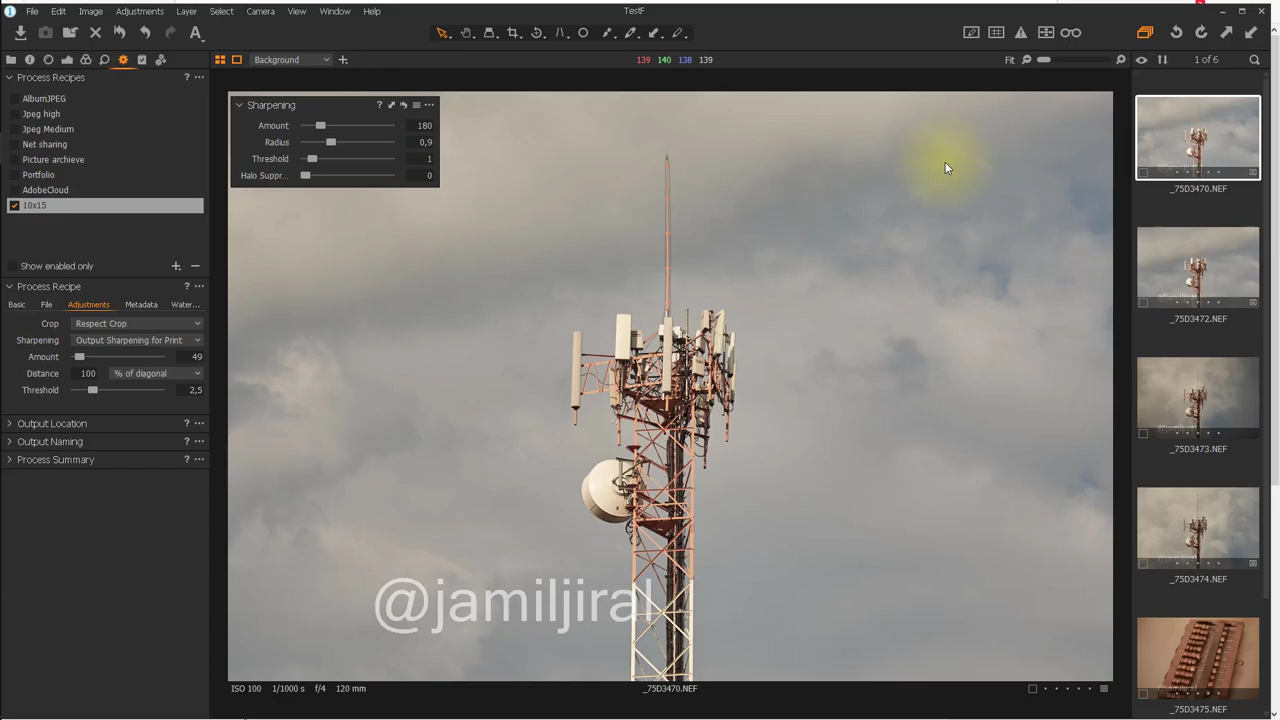 File Edit Image Adjustments Layer Select Camera View Window Help
TestF
Background
139 140 138 139
Fit
1 of 6
Process Recipes
AlbumJPEG
Jpeg high
Jpeg Medium
Net sharing
Picture archieve
Portfolio
AdobeCloud
10x15
Show enabled only
Process Recipe
Basic File Adjustments Metadata Water...
Crop Respect Crop
Sharpening Output Sharpening for Print
Amount 49
Distance 100 % of diagonal
Threshold 2,5
Output Location
Output Naming
Process Summary
Sharpening
Amount 180
Radius 0,9
Threshold 1
Halo Suppr... 0
@jamiljiral
ISO 100 1/1000 s f/4 120 mm
_75D3470.NEF
_75D3470.NEF
_75D3472.NEF
_75D3473.NEF
_75D3474.NEF
_75D3475.NEF